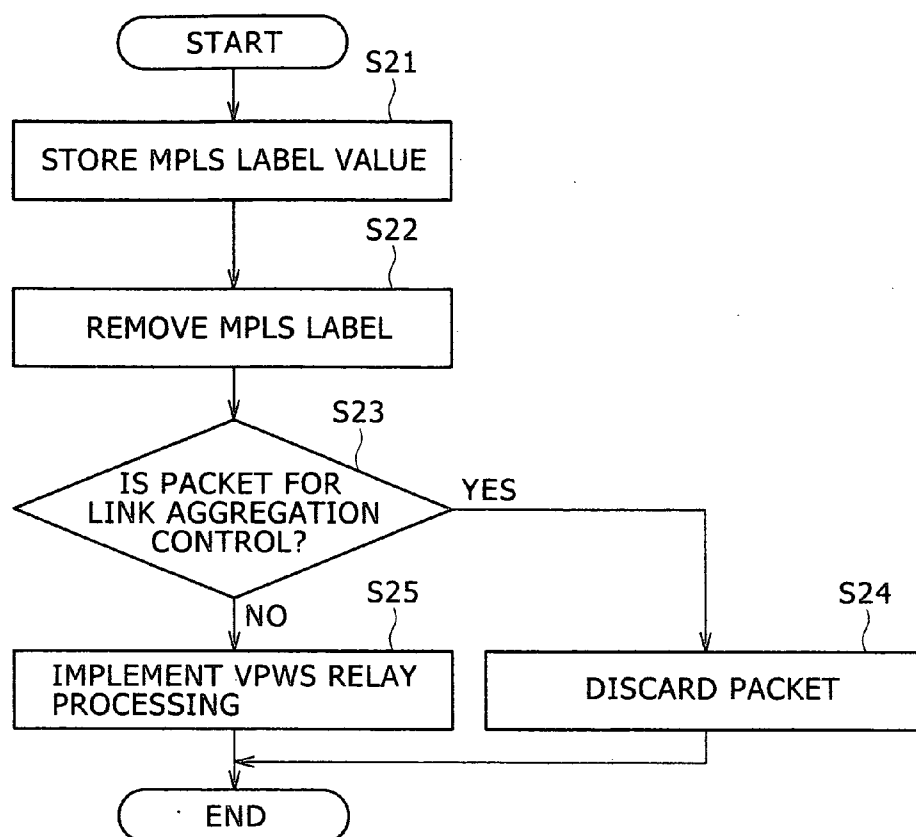 START
S21
STORE MPLS LABEL VALUE
S22
REMOVE MPLS LABEL
S23
IS PACKET FOR
LINK AGGREGATION
CONTROL?
YES
NO
S25
IMPLEMENT VPWS RELAY
PROCESSING
S24
DISCARD PACKET
END